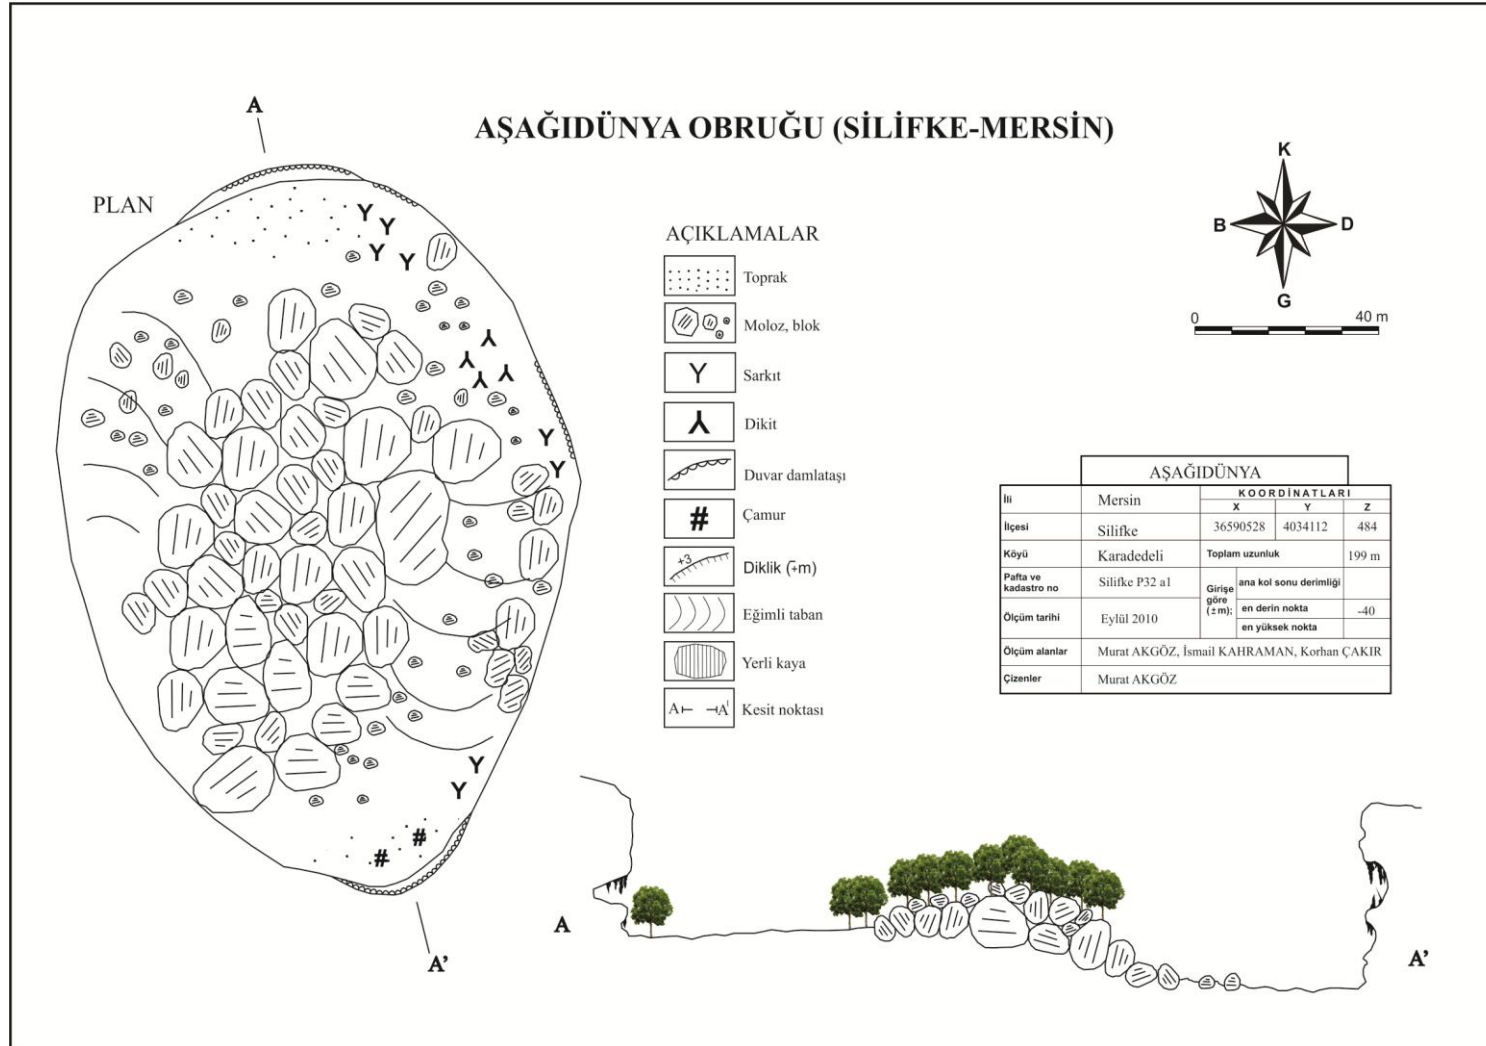 AŞAĞIDÜNYA OBRUĞU (SİLİFKE-MERSİN)
A
PLAN
A'
AÇIKLAMALAR
Toprak
Moloz, blok
Y Sarkıt
Dikit
Duvar damlataşı
# Çamur
+3 Diklik (∓m)
Eğimli taban
Yerli kaya
A A' Kesit noktası
K
B D
G
0 40 m
AŞAĞIDÜNYA
İli Mersin KOORDİNATLARI
X Y Z
İlçesi Silifke 36590528 4034112 484
Köyü Karadedeli Toplam uzunluk 199 m
Pafta ve kadastro no Silifke P32 a1
Girişe göre (±m); ana kol sonu derimliği
Ölçüm tarihi Eylül 2010 en derin nokta -40
en yüksek nokta
Ölçüm alanlar Murat AKGÖZ, İsmail KAHRAMAN, Korhan ÇAKIR
Çizenler Murat AKGÖZ
A
A'